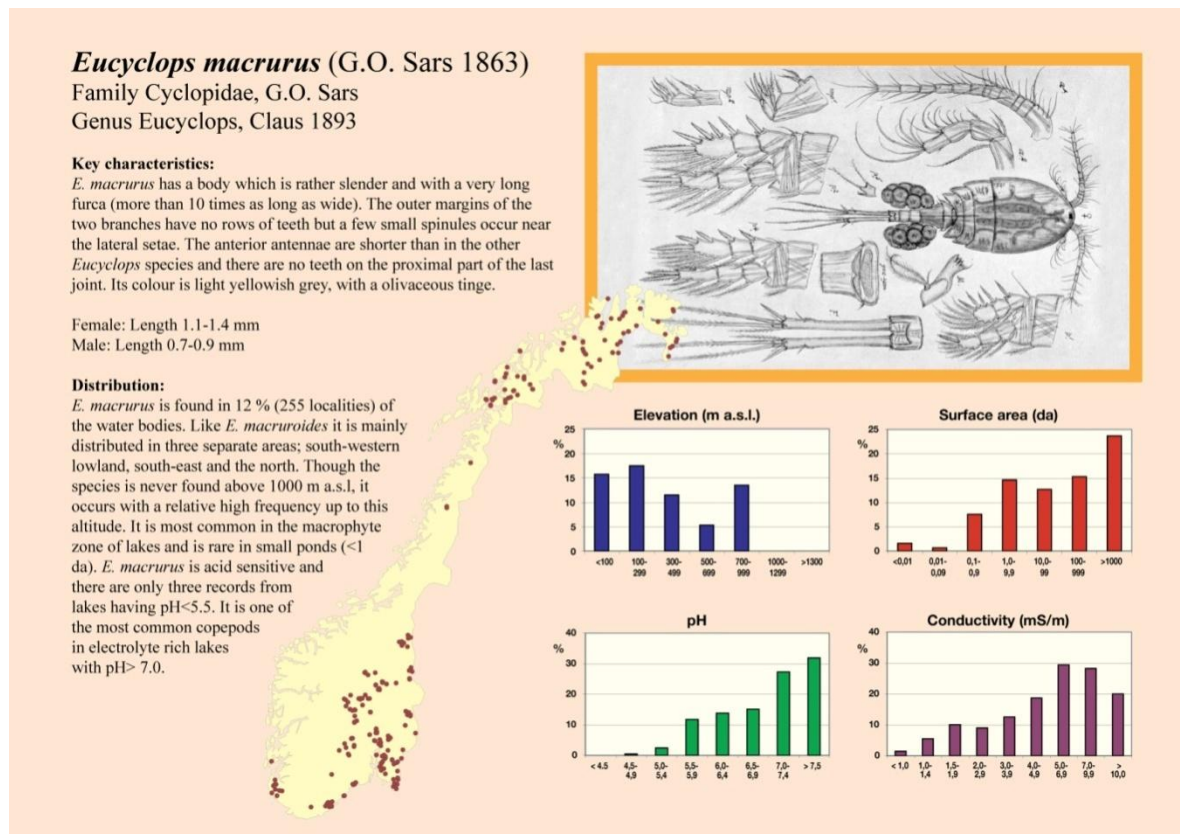 Eucyclops macrurus (G.O. Sars 1863)
Family Cyclopidae, G.O. Sars
Genus Eucyclops, Claus 1893
Key characteristics:
E. macrurus has a body which is rather slender and with a very long
furca (more than 10 times as long as wide). The outer margins of the
two branches have no rows of teeth but a few small spinules occur near
the lateral setae. The anterior antennae are shorter than in the other
Eucyclops species and there are no teeth on the proximal part of the last
joint. Its colour is light yellowish grey, with a olivaceous tinge.
Female: Length 1.1-1.4 mm
Male: Length 0.7-0.9 mm
Distribution:
E. macrurus is found in 12 % (255 localities) of
the water bodies. Like E. macruroides it is mainly
distributed in three separate areas; south-western
lowland, south-east and the north. Though the
species is never found above 1000 m a.s.l, it
occurs with a relative high frequency up to this
altitude. It is most common in the macrophyte
zone of lakes and is rare in small ponds (<1
da). E. macrurus is acid sensitive and
there are only three records from
lakes having pH<5.5. It is one of
the most common copepods
in electrolyte rich lakes
with pH> 7.0.
Elevation (m a.s.l.)
%
25
20
15
10
5
0
<100 100- 300- 500- 700- 1000- >1300
299 499 699 999 1299
Surface area (da)
%
25
20
15
10
5
0
<0,01 0,01- 0,1- 1,0- 10,0- 100- >1000
0,09 0,9 9,9 99 999
pH
%
40
30
20
10
0
< 4.5 4,5- 5,0- 5,5- 6,0- 6,5- 7,0- > 7,5
4,9 5,4 5,9 6,4 6,9 7,4
Conductivity (mS/m)
%
40
30
20
10
0
< 1,0 1,0- 1,5- 2,0- 3,0- 4,0- 5,0- 7,0- >
1,4 1,9 2,9 3,9 4,9 6,9 9,9 10,0